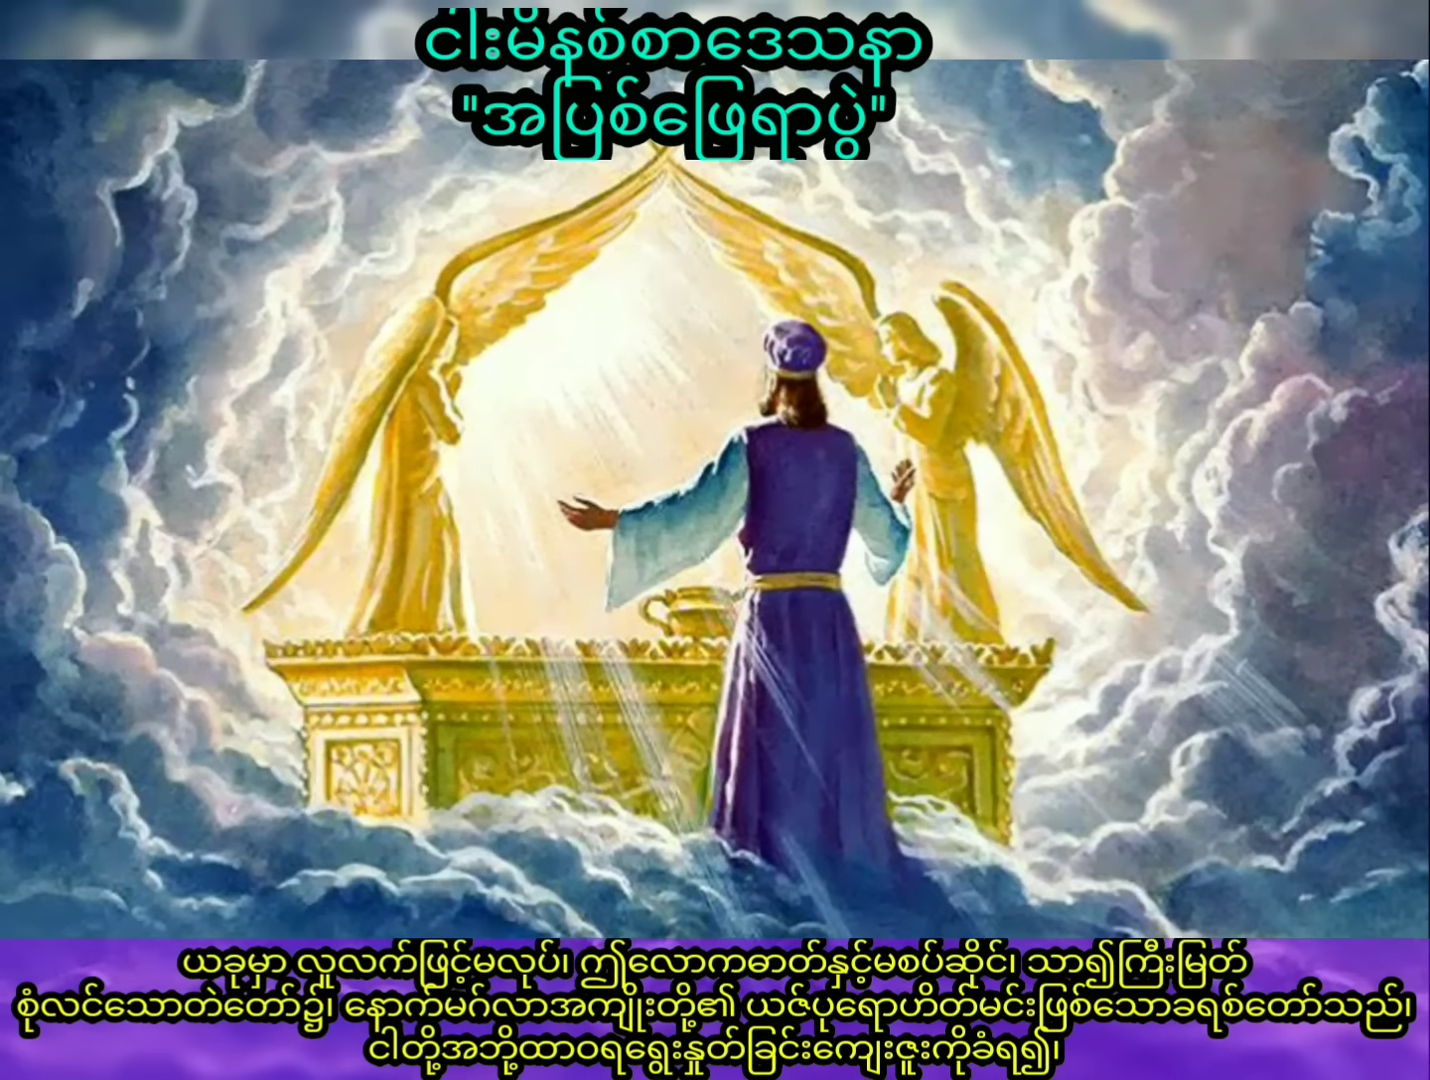 ငါးမိနစ်စာဒေသနာ
"အပြစ်ဖြေရာပွဲ"
ယခုမှာ လူလက်ဖြင့်မလုပ်၊ ဤလောကဓာတ်နှင့်မစပ်ဆိုင်၊ သာ၍ကြီးမြတ်
စုံလင်သောတဲတော်၌၊ နောက်မဂ်လာအကျိုးတို့၏ ယဇ်ပုရောဟိတ်မင်းဖြစ်သောခရစ်တော်သည်၊
ငါတို့အဘို့ထာဝရရွေးနှုတ်ခြင်းကျေးဇူးကိုခံရ၍၊